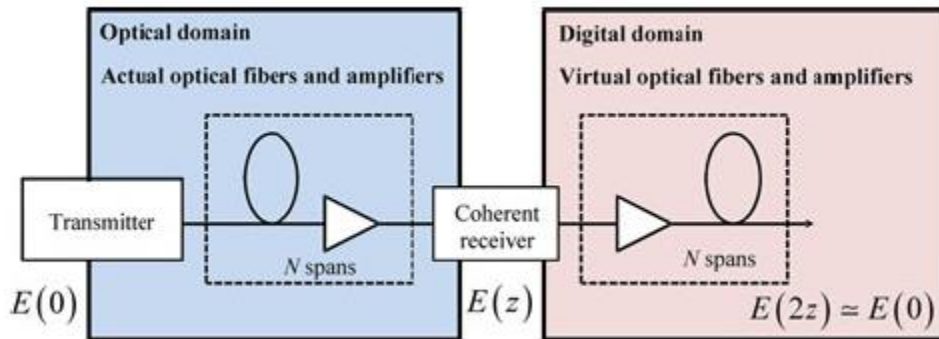 Optical domain
Actual optical fibers and amplifiers
Digital domain
Virtual optical fibers and amplifiers
Transmitter
Coherent
receiver
N spans
N spans
E(0)
E(z)
E(2z) ≃ E(0)